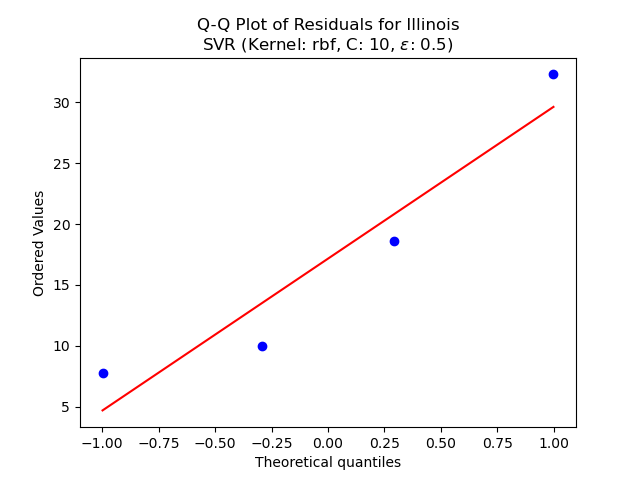 Q-Q Plot of Residuals for Illinois
SVR (Kernel: rbf, C: 10, ε: 0.5)
Ordered Values
30
25
20
15
10
5
−1.00 −0.75 −0.50 −0.25 0.00 0.25 0.50 0.75 1.00
Theoretical quantiles